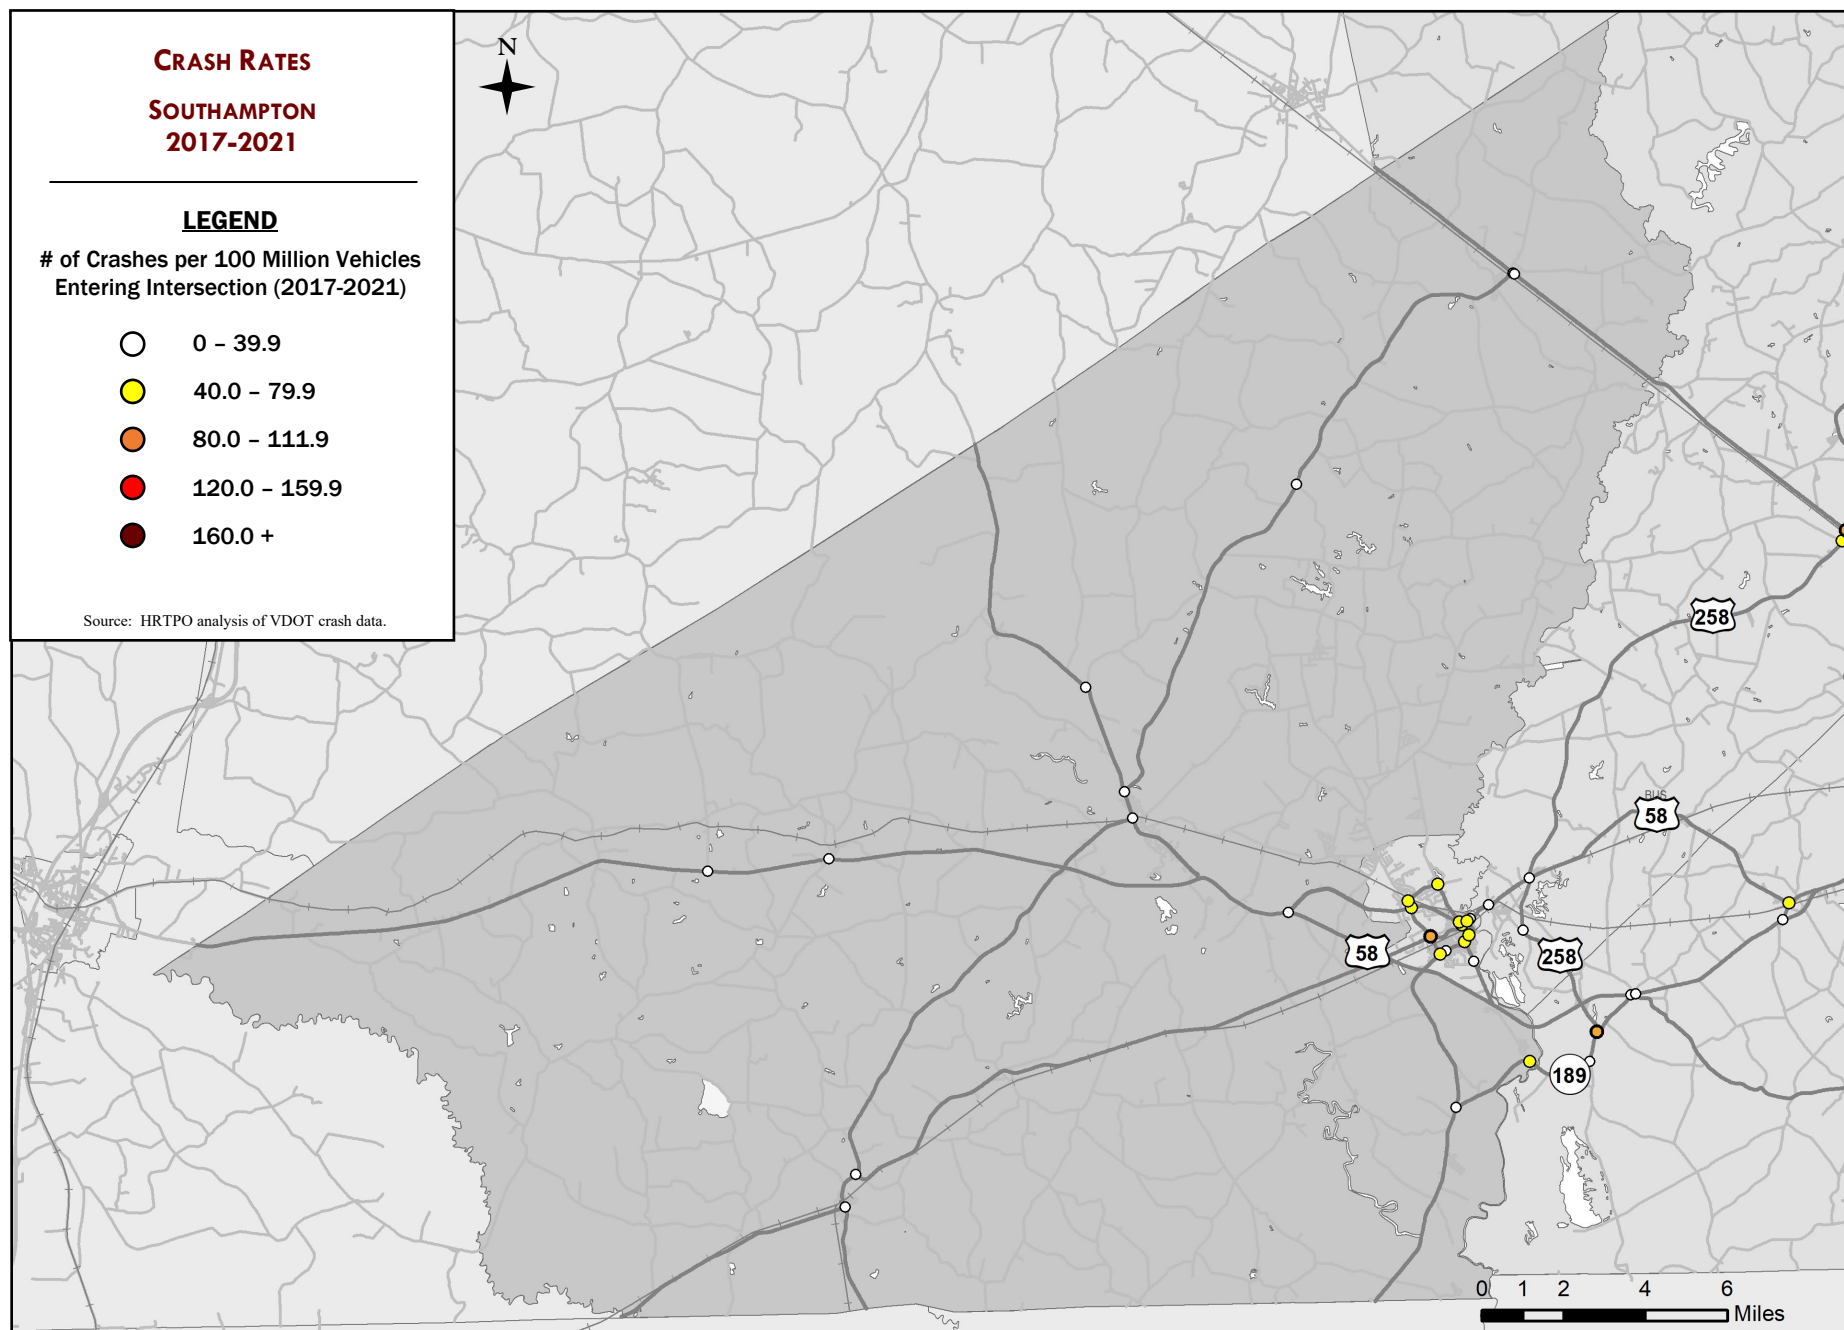 CRASH RATES
SOUTHAMPTON
2017-2021
LEGEND
# of Crashes per 100 Million Vehicles
Entering Intersection (2017-2021)
0 – 39.9
40.0 – 79.9
80.0 – 111.9
120.0 – 159.9
160.0 +
Source: HRTPO analysis of VDOT crash data.
N
258
BUS
58
58
258
189
0 1 2 4 6
Miles